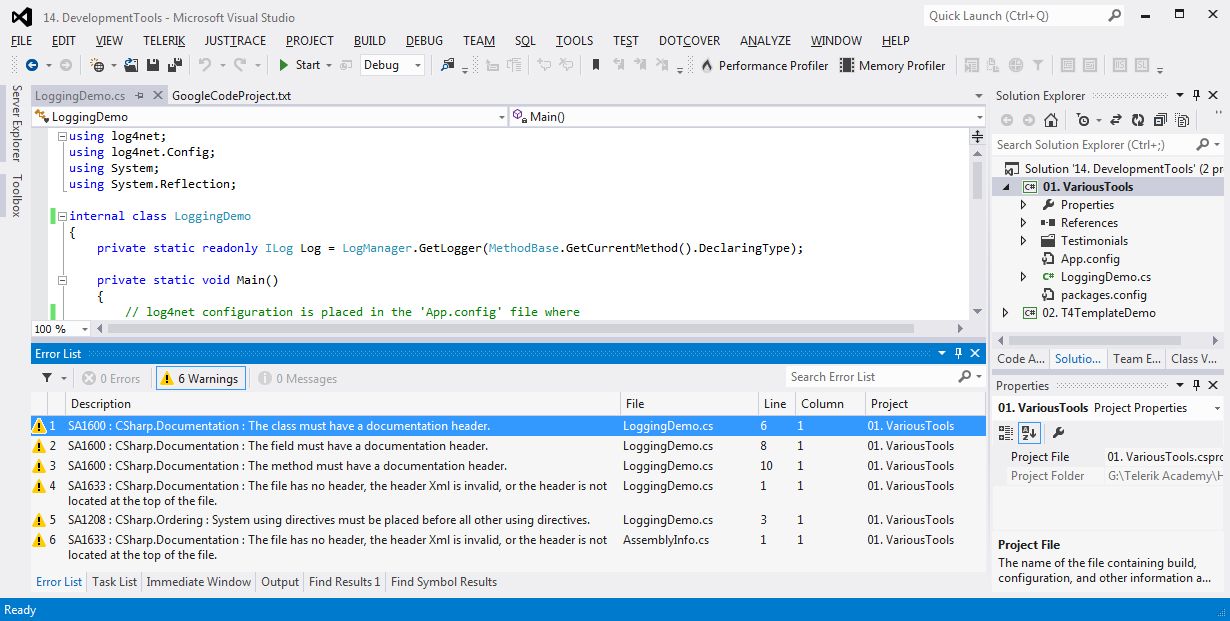 14. DevelopmentTools - Microsoft Visual Studio
Quick Launch (Ctrl+Q)
FILE EDIT VIEW TELERIK JUSTTRACE PROJECT BUILD DEBUG TEAM SQL TOOLS TEST DOTCOVER ANALYZE WINDOW HELP
Start Debug Performance Profiler Memory Profiler
Server Explorer
Toolbox
LoggingDemo.cs GoogleCodeProject.txt
LoggingDemo Main()
using log4net;
using log4net.Config;
using System;
using System.Reflection;
internal class LoggingDemo
{
private static readonly ILog Log = LogManager.GetLogger(MethodBase.GetCurrentMethod().DeclaringType);
private static void Main()
{
// log4net configuration is placed in the 'App.config' file where
100 %
Error List
0 Errors 6 Warnings 0 Messages
Search Error List
Description File Line Column Project
1 SA1600 : CSharp.Documentation : The class must have a documentation header. LoggingDemo.cs 6 1 01. VariousTools
2 SA1600 : CSharp.Documentation : The field must have a documentation header. LoggingDemo.cs 8 1 01. VariousTools
3 SA1600 : CSharp.Documentation : The method must have a documentation header. LoggingDemo.cs 10 1 01. VariousTools
4 SA1633 : CSharp.Documentation : The file has no header, the header Xml is invalid, or the header is not LoggingDemo.cs 1 1 01. VariousTools
located at the top of the file.
5 SA1208 : CSharp.Ordering : System using directives must be placed before all other using directives. LoggingDemo.cs 3 1 01. VariousTools
6 SA1633 : CSharp.Documentation : The file has no header, the header Xml is invalid, or the header is not AssemblyInfo.cs 1 1 01. VariousTools
located at the top of the file.
Error List Task List Immediate Window Output Find Results 1 Find Symbol Results
Ready
Solution Explorer
Search Solution Explorer (Ctrl+;)
Solution '14. DevelopmentTools' (2 pr
C# 01. VariousTools
Properties
References
Testimonials
App.config
C# LoggingDemo.cs
packages.config
C# 02. T4TemplateDemo
Code A... Solutio... Team E... Class V...
Properties
01. VariousTools Project Properties
Project File 01. VariousTools.cspro
Project Folder G:\Telerik Academy\H
Project File
The name of the file containing build,
configuration, and other information a...